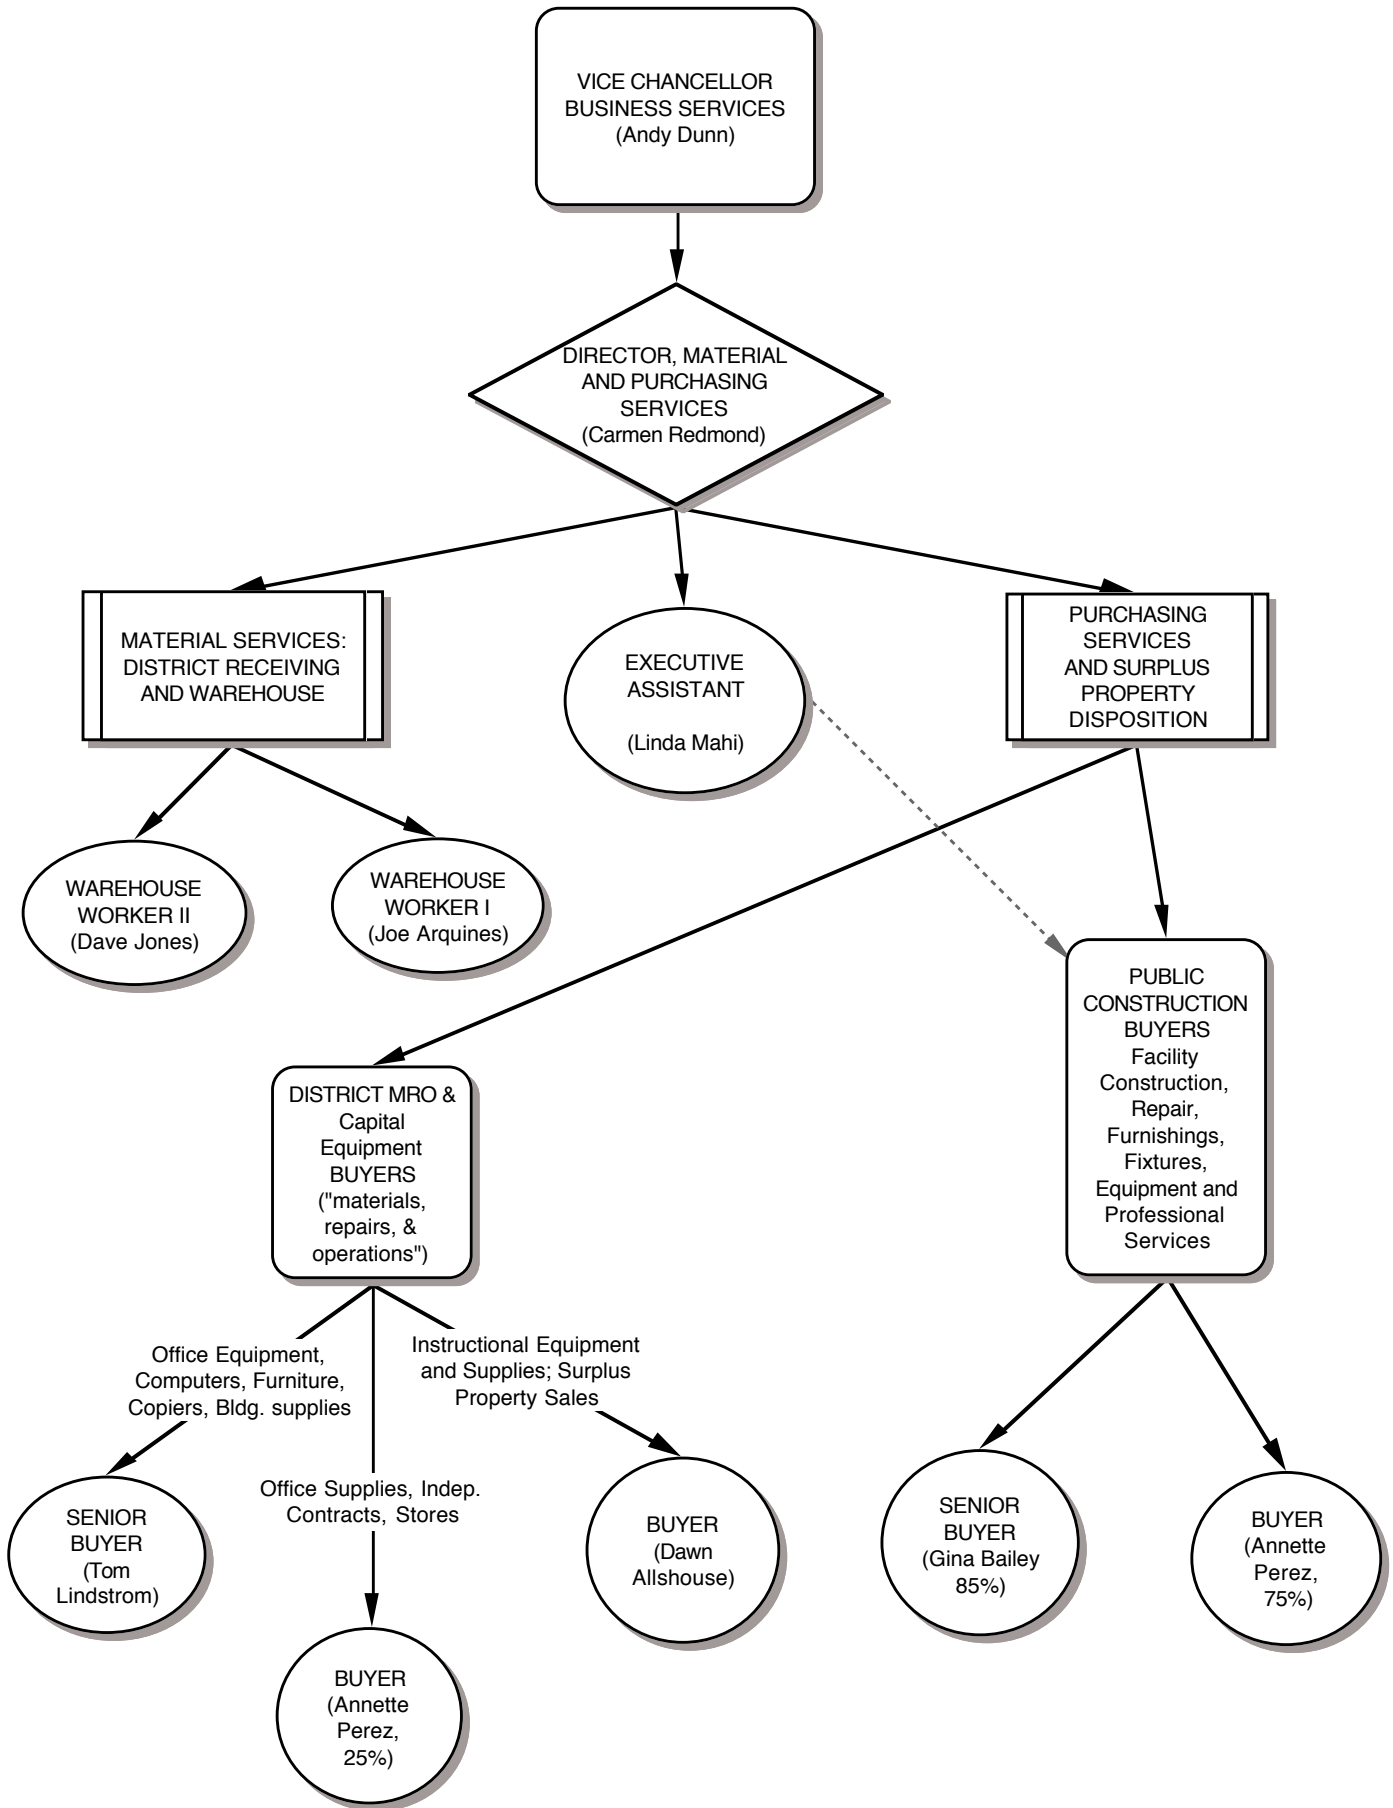 VICE CHANCELLOR
BUSINESS SERVICES
(Andy Dunn)
DIRECTOR, MATERIAL
AND PURCHASING
SERVICES
(Carmen Redmond)
MATERIAL SERVICES:
DISTRICT RECEIVING
AND WAREHOUSE
EXECUTIVE
ASSISTANT
(Linda Mahi)
PURCHASING
SERVICES
AND SURPLUS
PROPERTY
DISPOSITION
WAREHOUSE
WORKER II
(Dave Jones)
WAREHOUSE
WORKER I
(Joe Arquines)
PUBLIC
CONSTRUCTION
BUYERS
Facility
Construction,
Repair,
Furnishings,
Fixtures,
Equipment and
Professional
Services
DISTRICT MRO &
Capital
Equipment
BUYERS
("materials,
repairs, &
operations")
Office Equipment,
Computers, Furniture,
Copiers, Bldg. supplies
Instructional Equipment
and Supplies; Surplus
Property Sales
Office Supplies, Indep.
Contracts, Stores
SENIOR
BUYER
(Tom
Lindstrom)
BUYER
(Annette
Perez,
25%)
BUYER
(Dawn
Allshouse)
SENIOR
BUYER
(Gina Bailey
85%)
BUYER
(Annette
Perez,
75%)